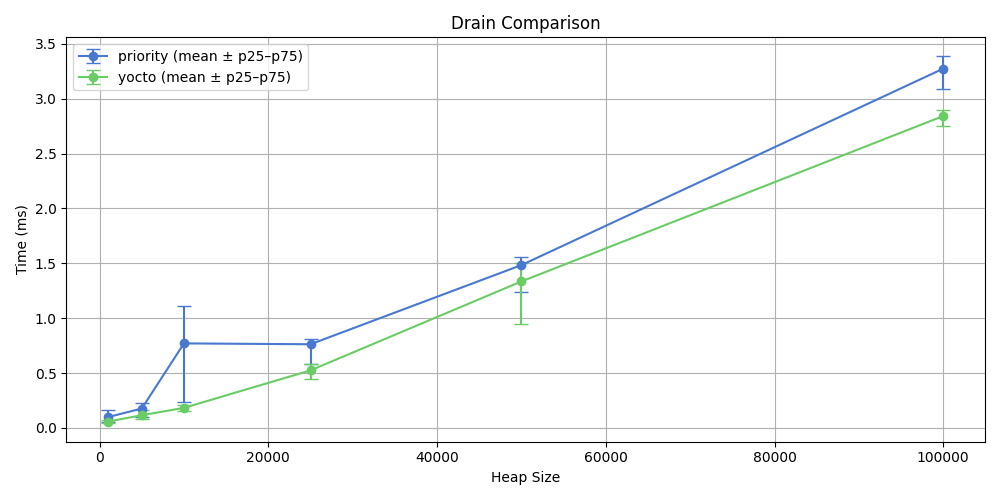 Drain Comparison
priority (mean ± p25–p75)
yocto (mean ± p25–p75)
Time (ms)
3.5
3.0
2.5
2.0
1.5
1.0
0.5
0.0
0 20000 40000 60000 80000 100000
Heap Size